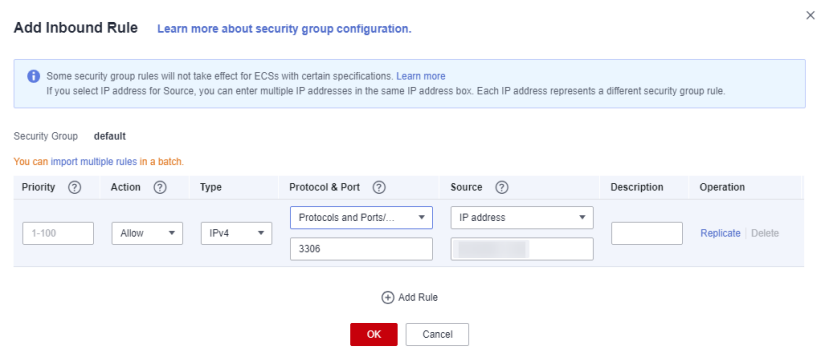 Add Inbound Rule Learn more about security group configuration.
Some security group rules will not take effect for ECSs with certain specifications. Learn more
If you select IP address for Source, you can enter multiple IP addresses in the same IP address box. Each IP address represents a different security group rule.
Security Group default
You can import multiple rules in a batch.
Priority ? Action ? Type Protocol & Port ? Source ? Description Operation
Protocols and Ports/... IP address
1-100 Allow IPv4 Replicate Delete
3306
Add Rule
OK Cancel